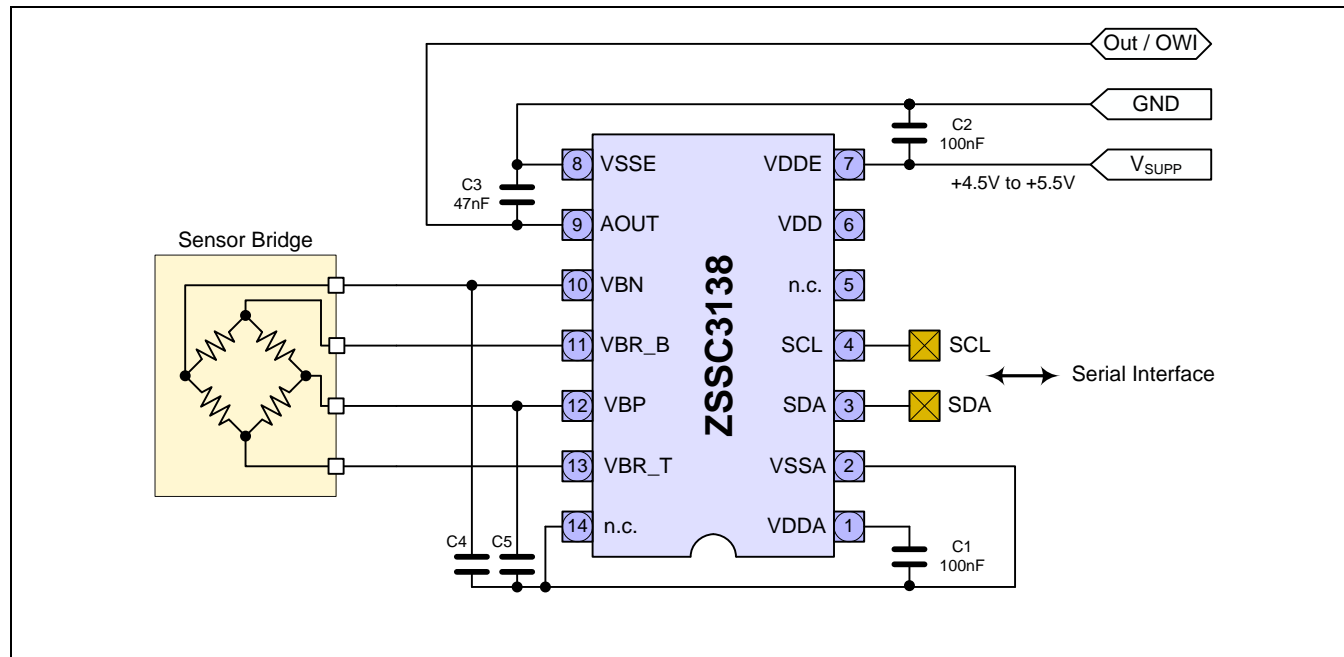 Out / OWI
GND
C2
100nF
V_SUPP
+4.5V to +5.5V
8 VSSE
VDDE 7
C3
47nF
9 AOUT
VDD 6
Sensor Bridge
10 VBN
n.c. 5
ZSSC3138
11 VBR_B
SCL 4
SCL
Serial Interface
12 VBP
SDA 3
SDA
13 VBR_T
VSSA 2
14 n.c.
VDDA 1
C4
C5
C1
100nF